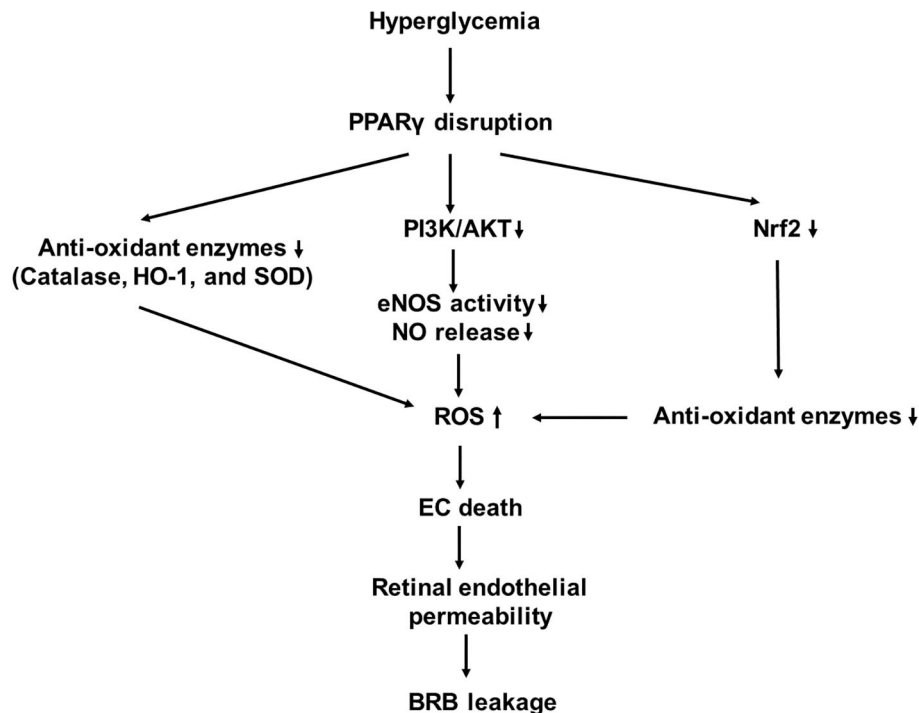 Hyperglycemia
PPARγ disruption
Anti-oxidant enzymes ↓
(Catalase, HO-1, and SOD)
PI3K/AKT↓
Nrf2 ↓
eNOS activity↓
NO release↓
ROS ↑
Anti-oxidant enzymes ↓
EC death
Retinal endothelial
permeability
BRB leakage